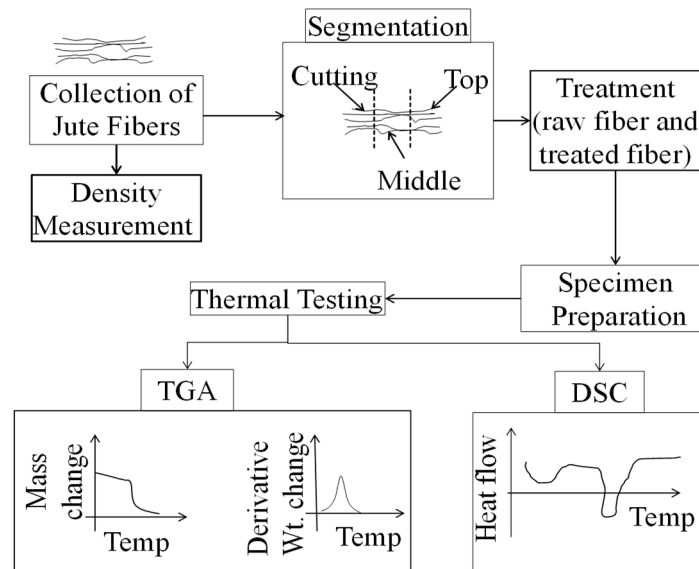 Segmentation
Collection of
Jute Fibers
Cutting
Top
Middle
Treatment
(raw fiber and
treated fiber)
Density
Measurement
Specimen
Preparation
Thermal Testing
TGA
DSC
Mass
change
Temp
Derivative
Wt. change
Temp
Heat flow
Temp